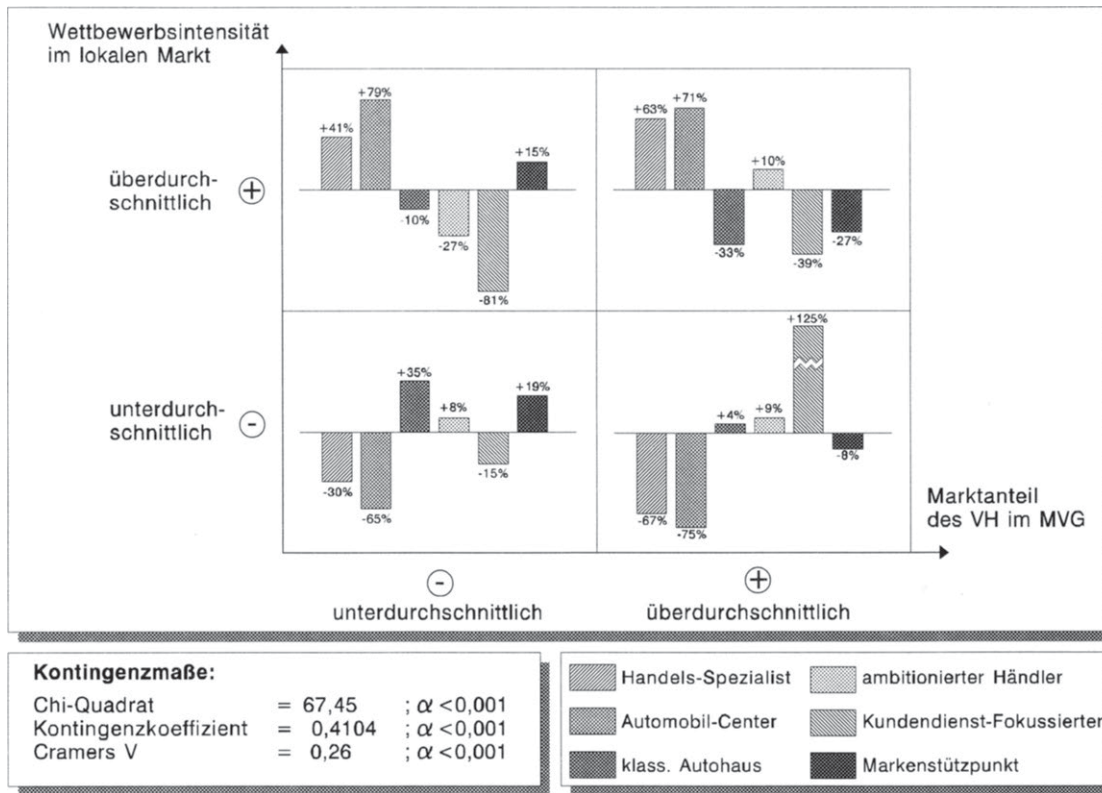 Wettbewerbsintensität
im lokalen Markt
+79%
+71%
+63%
+41%
+15%
+10%
überdurch-
schnittlich
+
-10%
-27%
-81%
-33%
-39%
-27%
+125%
+35%
+19%
+8%
+4%
+9%
unterdurch-
schnittlich
-
-30%
-65%
-15%
-67%
-75%
-8%
Marktanteil
des VH im MVG
-
+
unterdurchschnittlich
überdurchschnittlich
Kontingenzmaße:
Chi-Quadrat = 67,45 ; α <0,001
Kontingenzkoeffizient = 0,4104 ; α <0,001
Cramers V = 0,26 ; α <0,001
Handels-Spezialist
ambitionierter Händler
Automobil-Center
Kundendienst-Fokussierter
klass. Autohaus
Markenstützpunkt